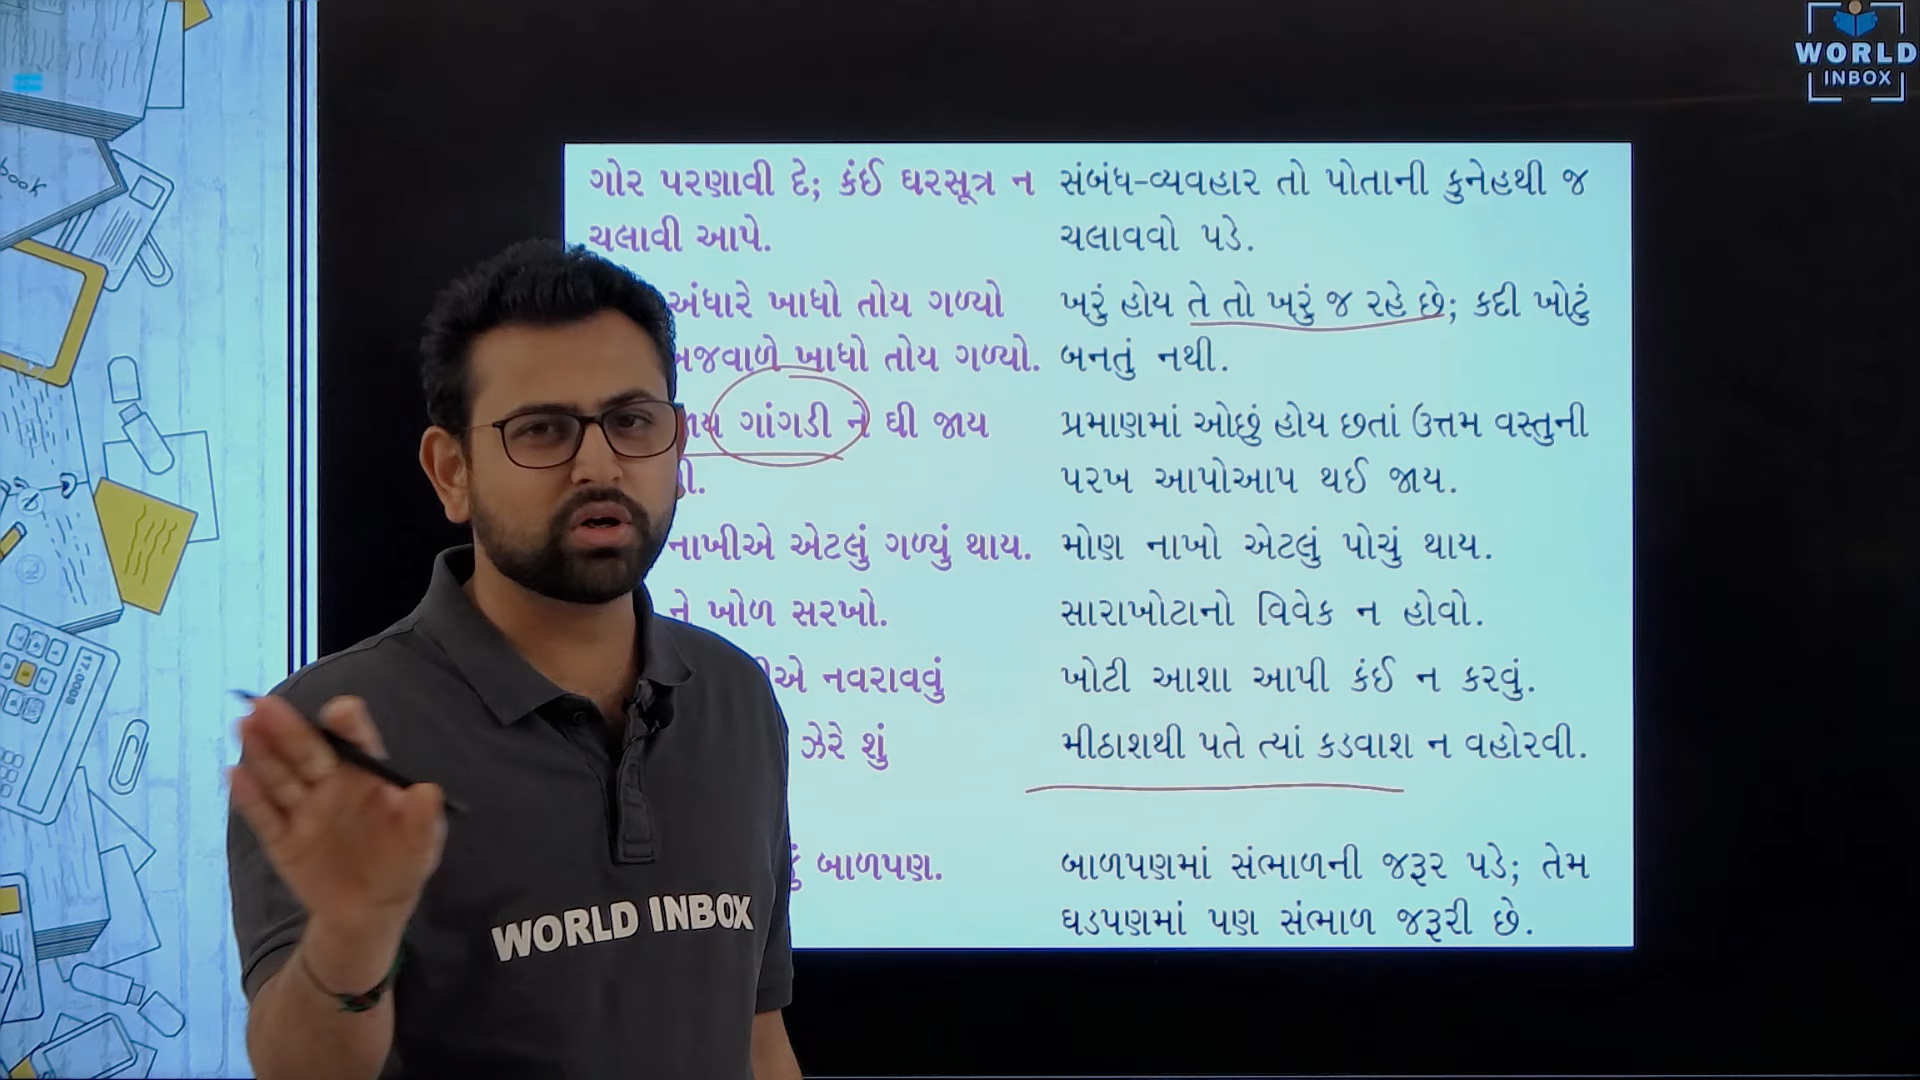 WORLD
INBOX
ગોર પરણાવી દે; કંઈ ઘરસૂત્ર ન
ચલાવી આપે.
સંબંધ-વ્યવહાર તો પોતાની કુનેહથી જ
ચલાવવો પડે.
અંધારે ખાધો તોય ગળ્યો
ખાધો તોય ગળ્યો.
ખરું હોય તે તો ખરું જ રહે છે; કદી ખોટું
બનતું નથી.
ગાંગડી ને ઘી જાય
પ્રમાણમાં ઓછું હોય છતાં ઉત્તમ વસ્તુની
પરખ આપોઆપ થઈ જાય.
નાખીએ એટલું ગળ્યું થાય.
મોણ નાખો એટલું પોચું થાય.
ને ખોળ સરખો.
સારાખોટાનો વિવેક ન હોવો.
નવરાવવું
ખોટી આશા આપી કંઈ ન કરવું.
ઝેરે શું
મીઠાશથી પતે ત્યાં કડવાશ ન વહોરવી.
બાળપણ.
બાળપણમાં સંભાળની જરૂર પડે; તેમ
ઘડપણમાં પણ સંભાળ જરૂરી છે.
WORLD INBOX
book